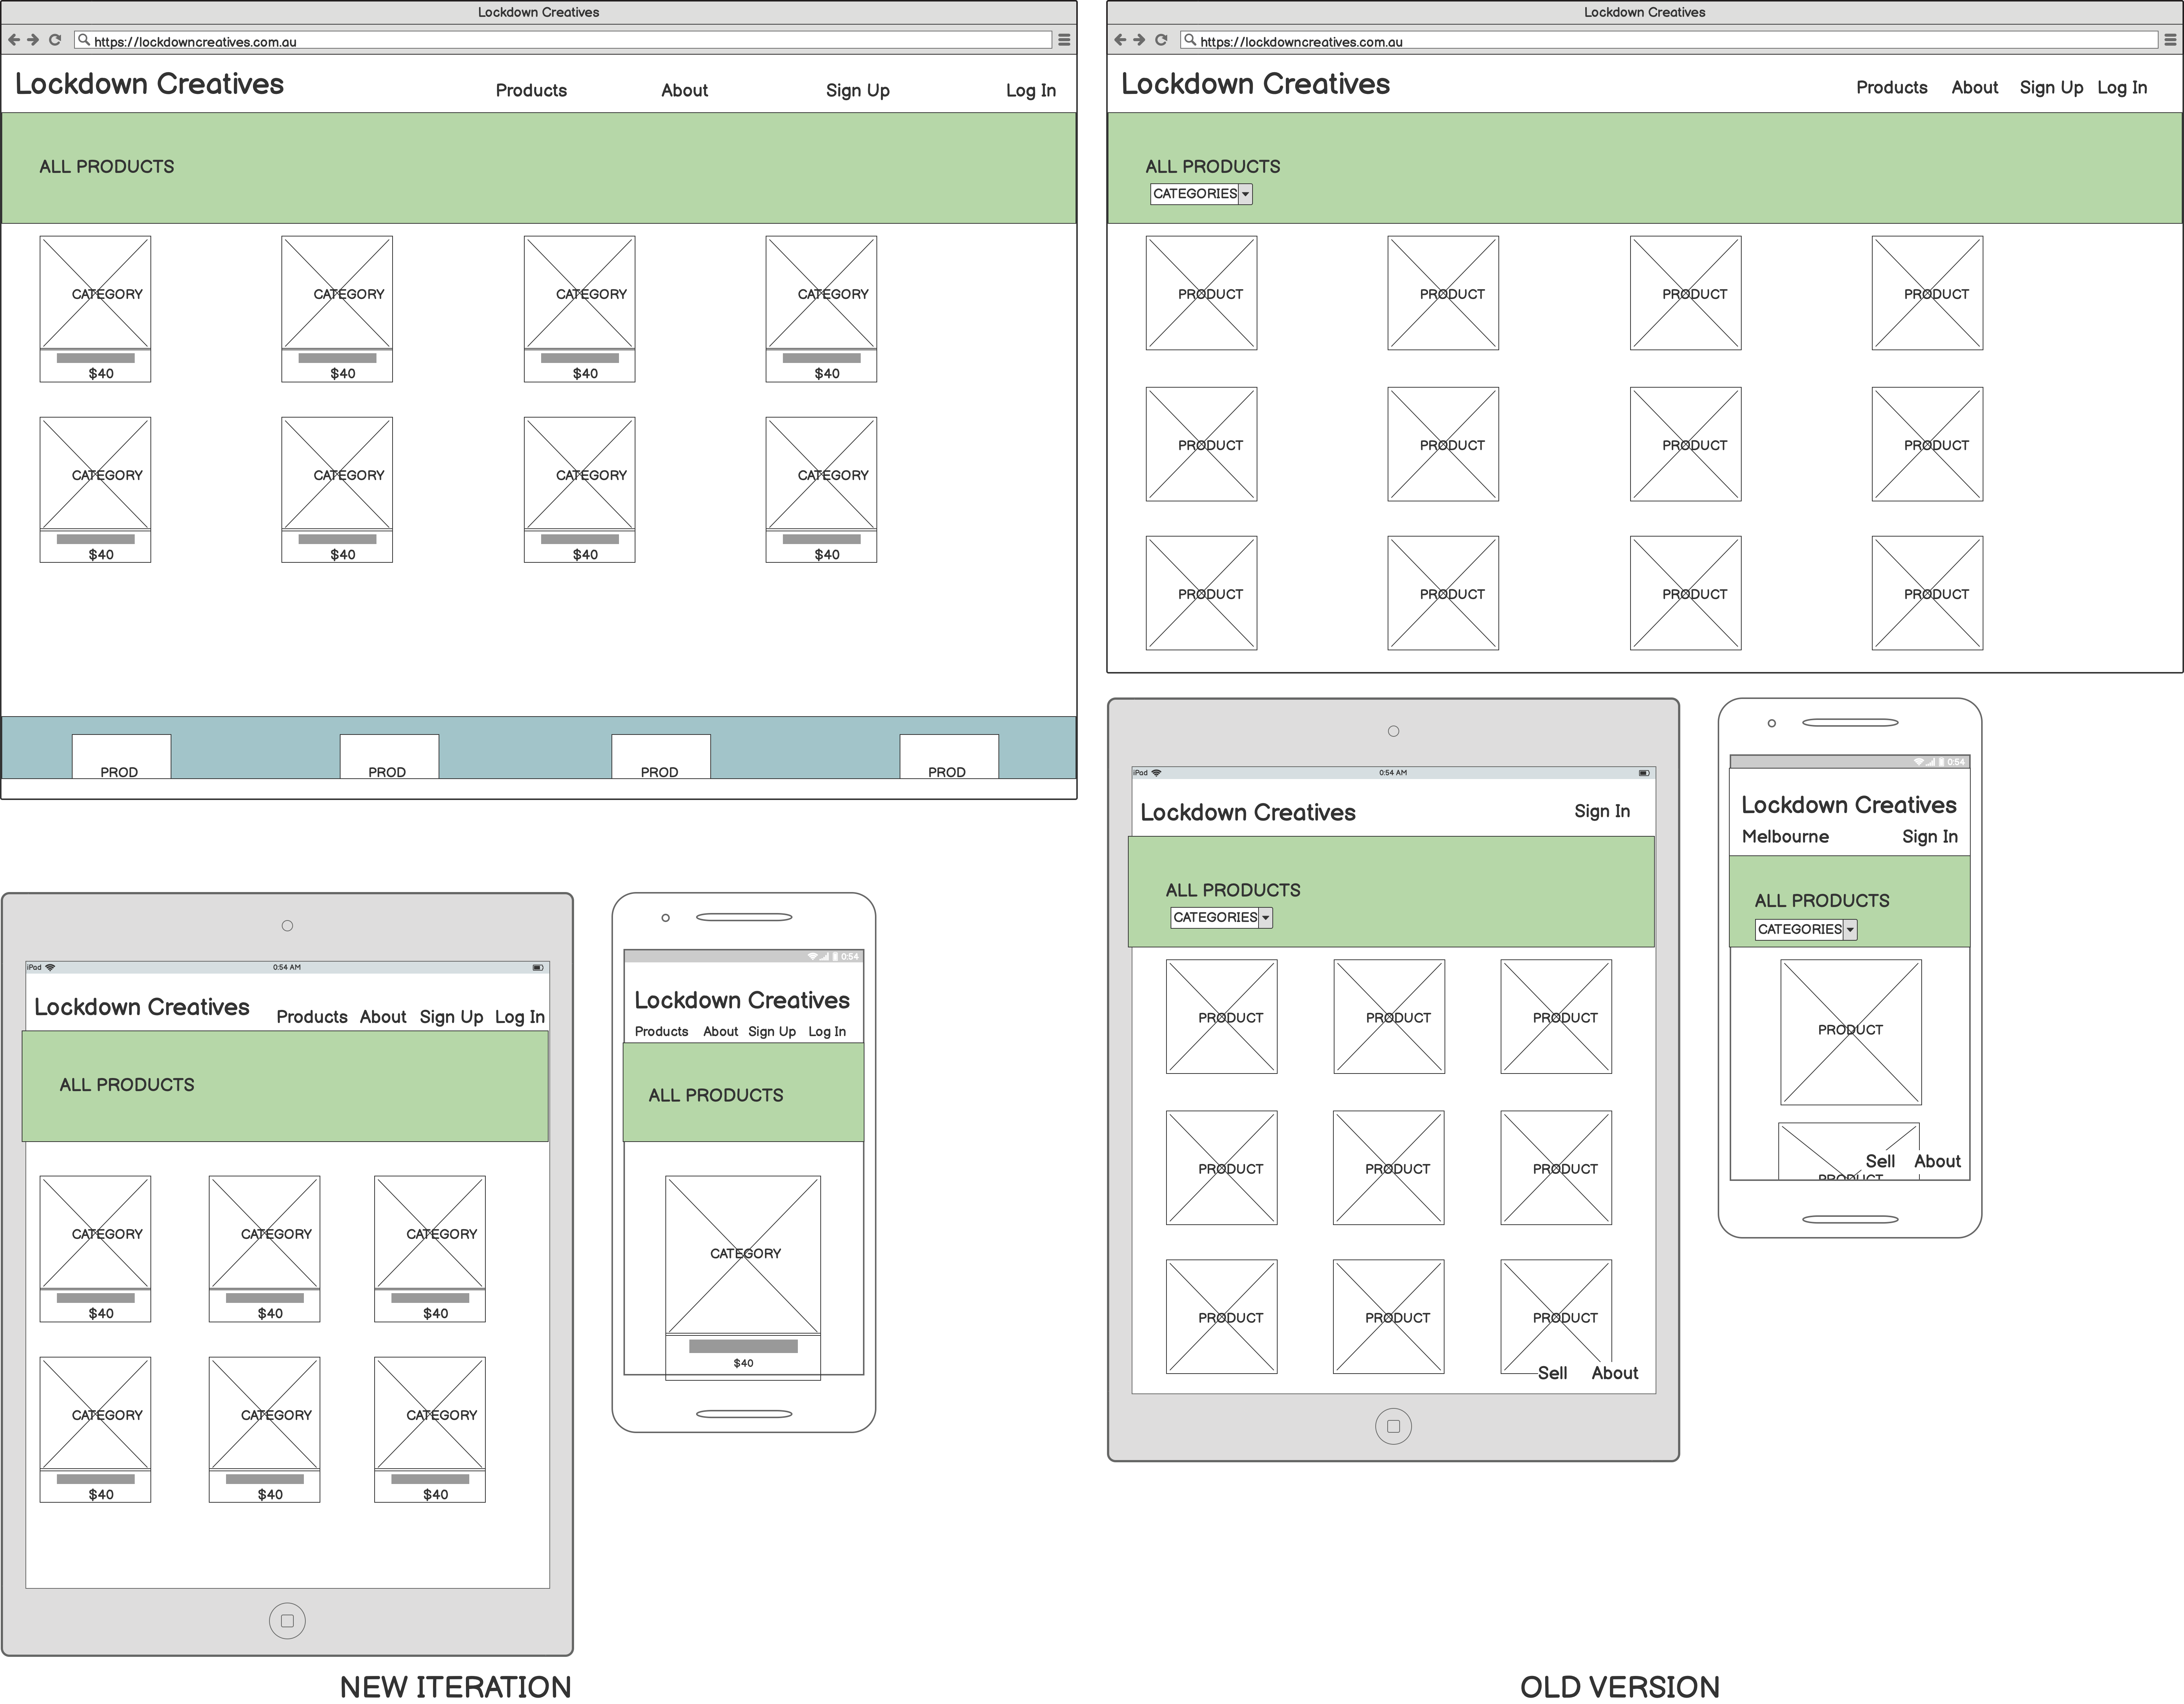 Lockdown Creatives
https://lockdowncreatives.com.au
Lockdown Creatives Products About Sign Up Log In
ALL PRODUCTS
CATEGORY CATEGORY CATEGORY CATEGORY
$40 $40 $40 $40
CATEGORY CATEGORY CATEGORY CATEGORY
$40 $40 $40 $40
PROD PROD PROD PROD
iPad 0:54 AM
Lockdown Creatives Products About Sign Up Log In
ALL PRODUCTS
CATEGORY CATEGORY CATEGORY
$40 $40 $40
CATEGORY CATEGORY CATEGORY
$40 $40 $40
0:54
Lockdown Creatives
Products About Sign Up Log In
ALL PRODUCTS
CATEGORY
$40
NEW ITERATION
Lockdown Creatives
https://lockdowncreatives.com.au
Lockdown Creatives Products About Sign Up Log In
ALL PRODUCTS
CATEGORIES
PRODUCT PRODUCT PRODUCT PRODUCT
PRODUCT PRODUCT PRODUCT PRODUCT
PRODUCT PRODUCT PRODUCT PRODUCT
iPad 0:54 AM
Lockdown Creatives Sign In
ALL PRODUCTS
CATEGORIES
PRODUCT PRODUCT PRODUCT
PRODUCT PRODUCT PRODUCT
PRODUCT PRODUCT PRODUCT
Sell About
0:54
Lockdown Creatives
Melbourne Sign In
ALL PRODUCTS
CATEGORIES
PRODUCT
Sell About
PRODUCT
OLD VERSION